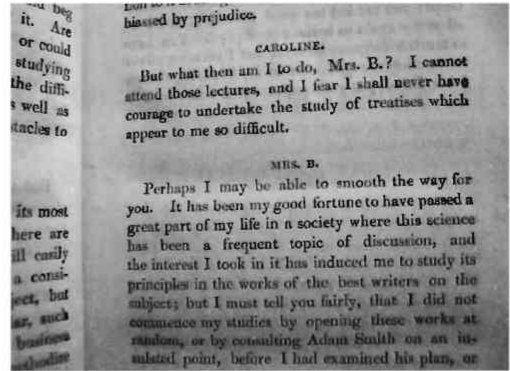 and beg
it. Are
or could
studying
the diffi-
s well as
stacles to
its most
here are
ill easily
a consi-
ect, but
ar, such
business
methodize
biassed by prejudice.
CAROLINE.
But what then am I to do, Mrs. B.? I cannot
attend those lectures, and I fear I shall never have
courage to undertake the study of treatises which
appear to me so difficult.
MRS. B.
Perhaps I may be able to smooth the way for
you. It has been my good fortune to have passed a
great part of my life in a society where this science
has been a frequent topic of discussion, and
the interest I took in it has induced me to study its
principles in the works of the best writers on the
subject; but I must tell you fairly, that I did not
commence my studies by opening these works at
random, or by consulting Adam Smith on an in-
sulated point, before I had examined his plan, or